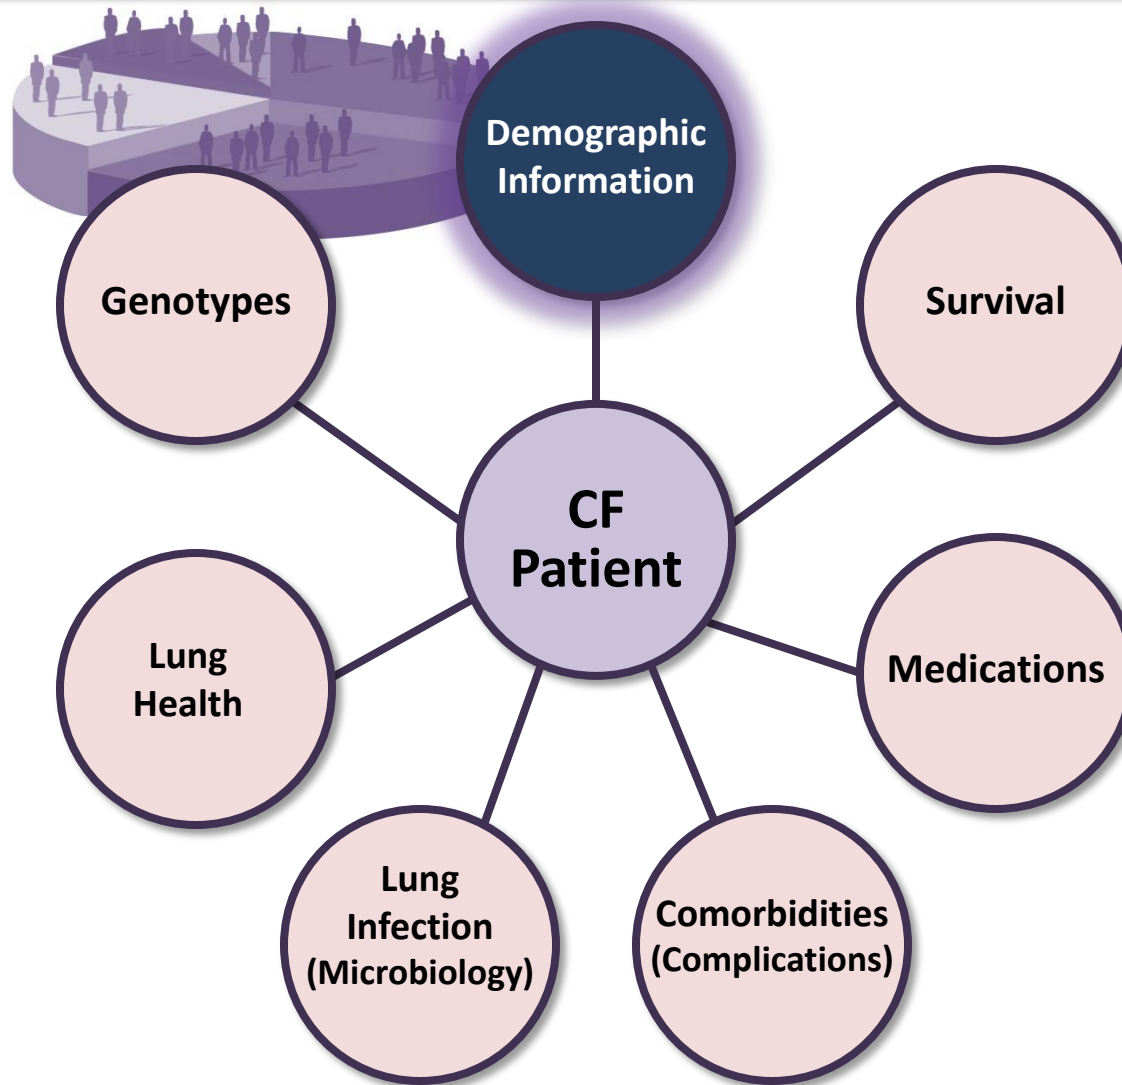 Demographic
Information
Genotypes
Survival
CF
Patient
Lung
Health
Medications
Lung
Infection
(Microbiology)
Comorbidities
(Complications)